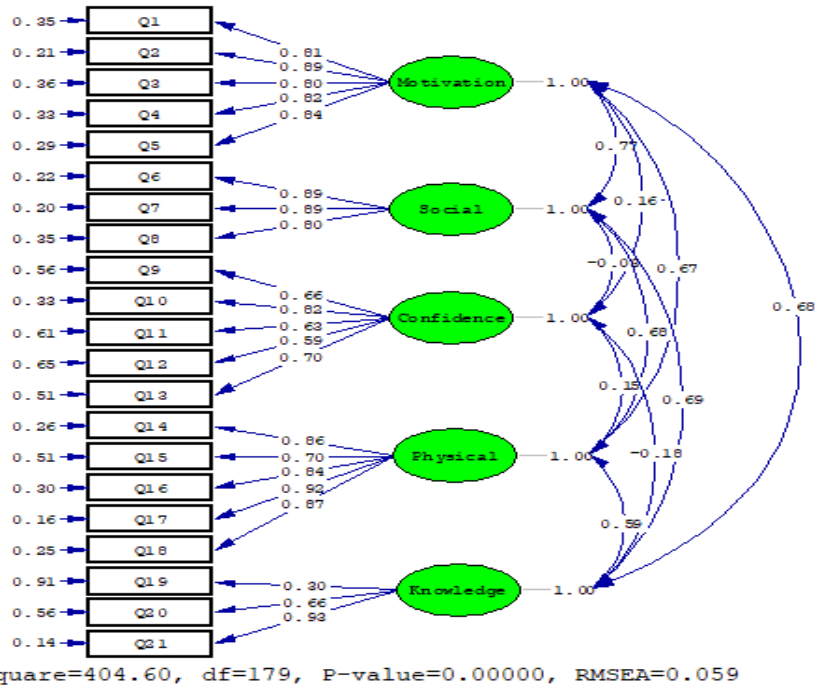 0.35 Q1
0.21 Q2
0.36 Q3
0.33 Q4
0.29 Q5
0.22 Q6
0.20 Q7
0.35 Q8
0.56 Q9
0.33 Q10
0.61 Q11
0.65 Q12
0.51 Q13
0.26 Q14
0.51 Q15
0.30 Q16
0.16 Q17
0.25 Q18
0.91 Q19
0.56 Q20
0.14 Q21
0.81
0.89
0.80
0.82
0.84
0.89
0.89
0.80
0.66
0.82
0.63
0.59
0.70
0.86
0.70
0.84
0.92
0.87
0.30
0.66
0.93
Motivation 1.00
Social 1.00
Confidence 1.00
Physical 1.00
Knowledge 1.00
0.77
0.16
0.67
0.68
0.68
0.15
0.69
-0.18
0.59
quare=404.60, df=179, P-value=0.00000, RMSEA=0.059